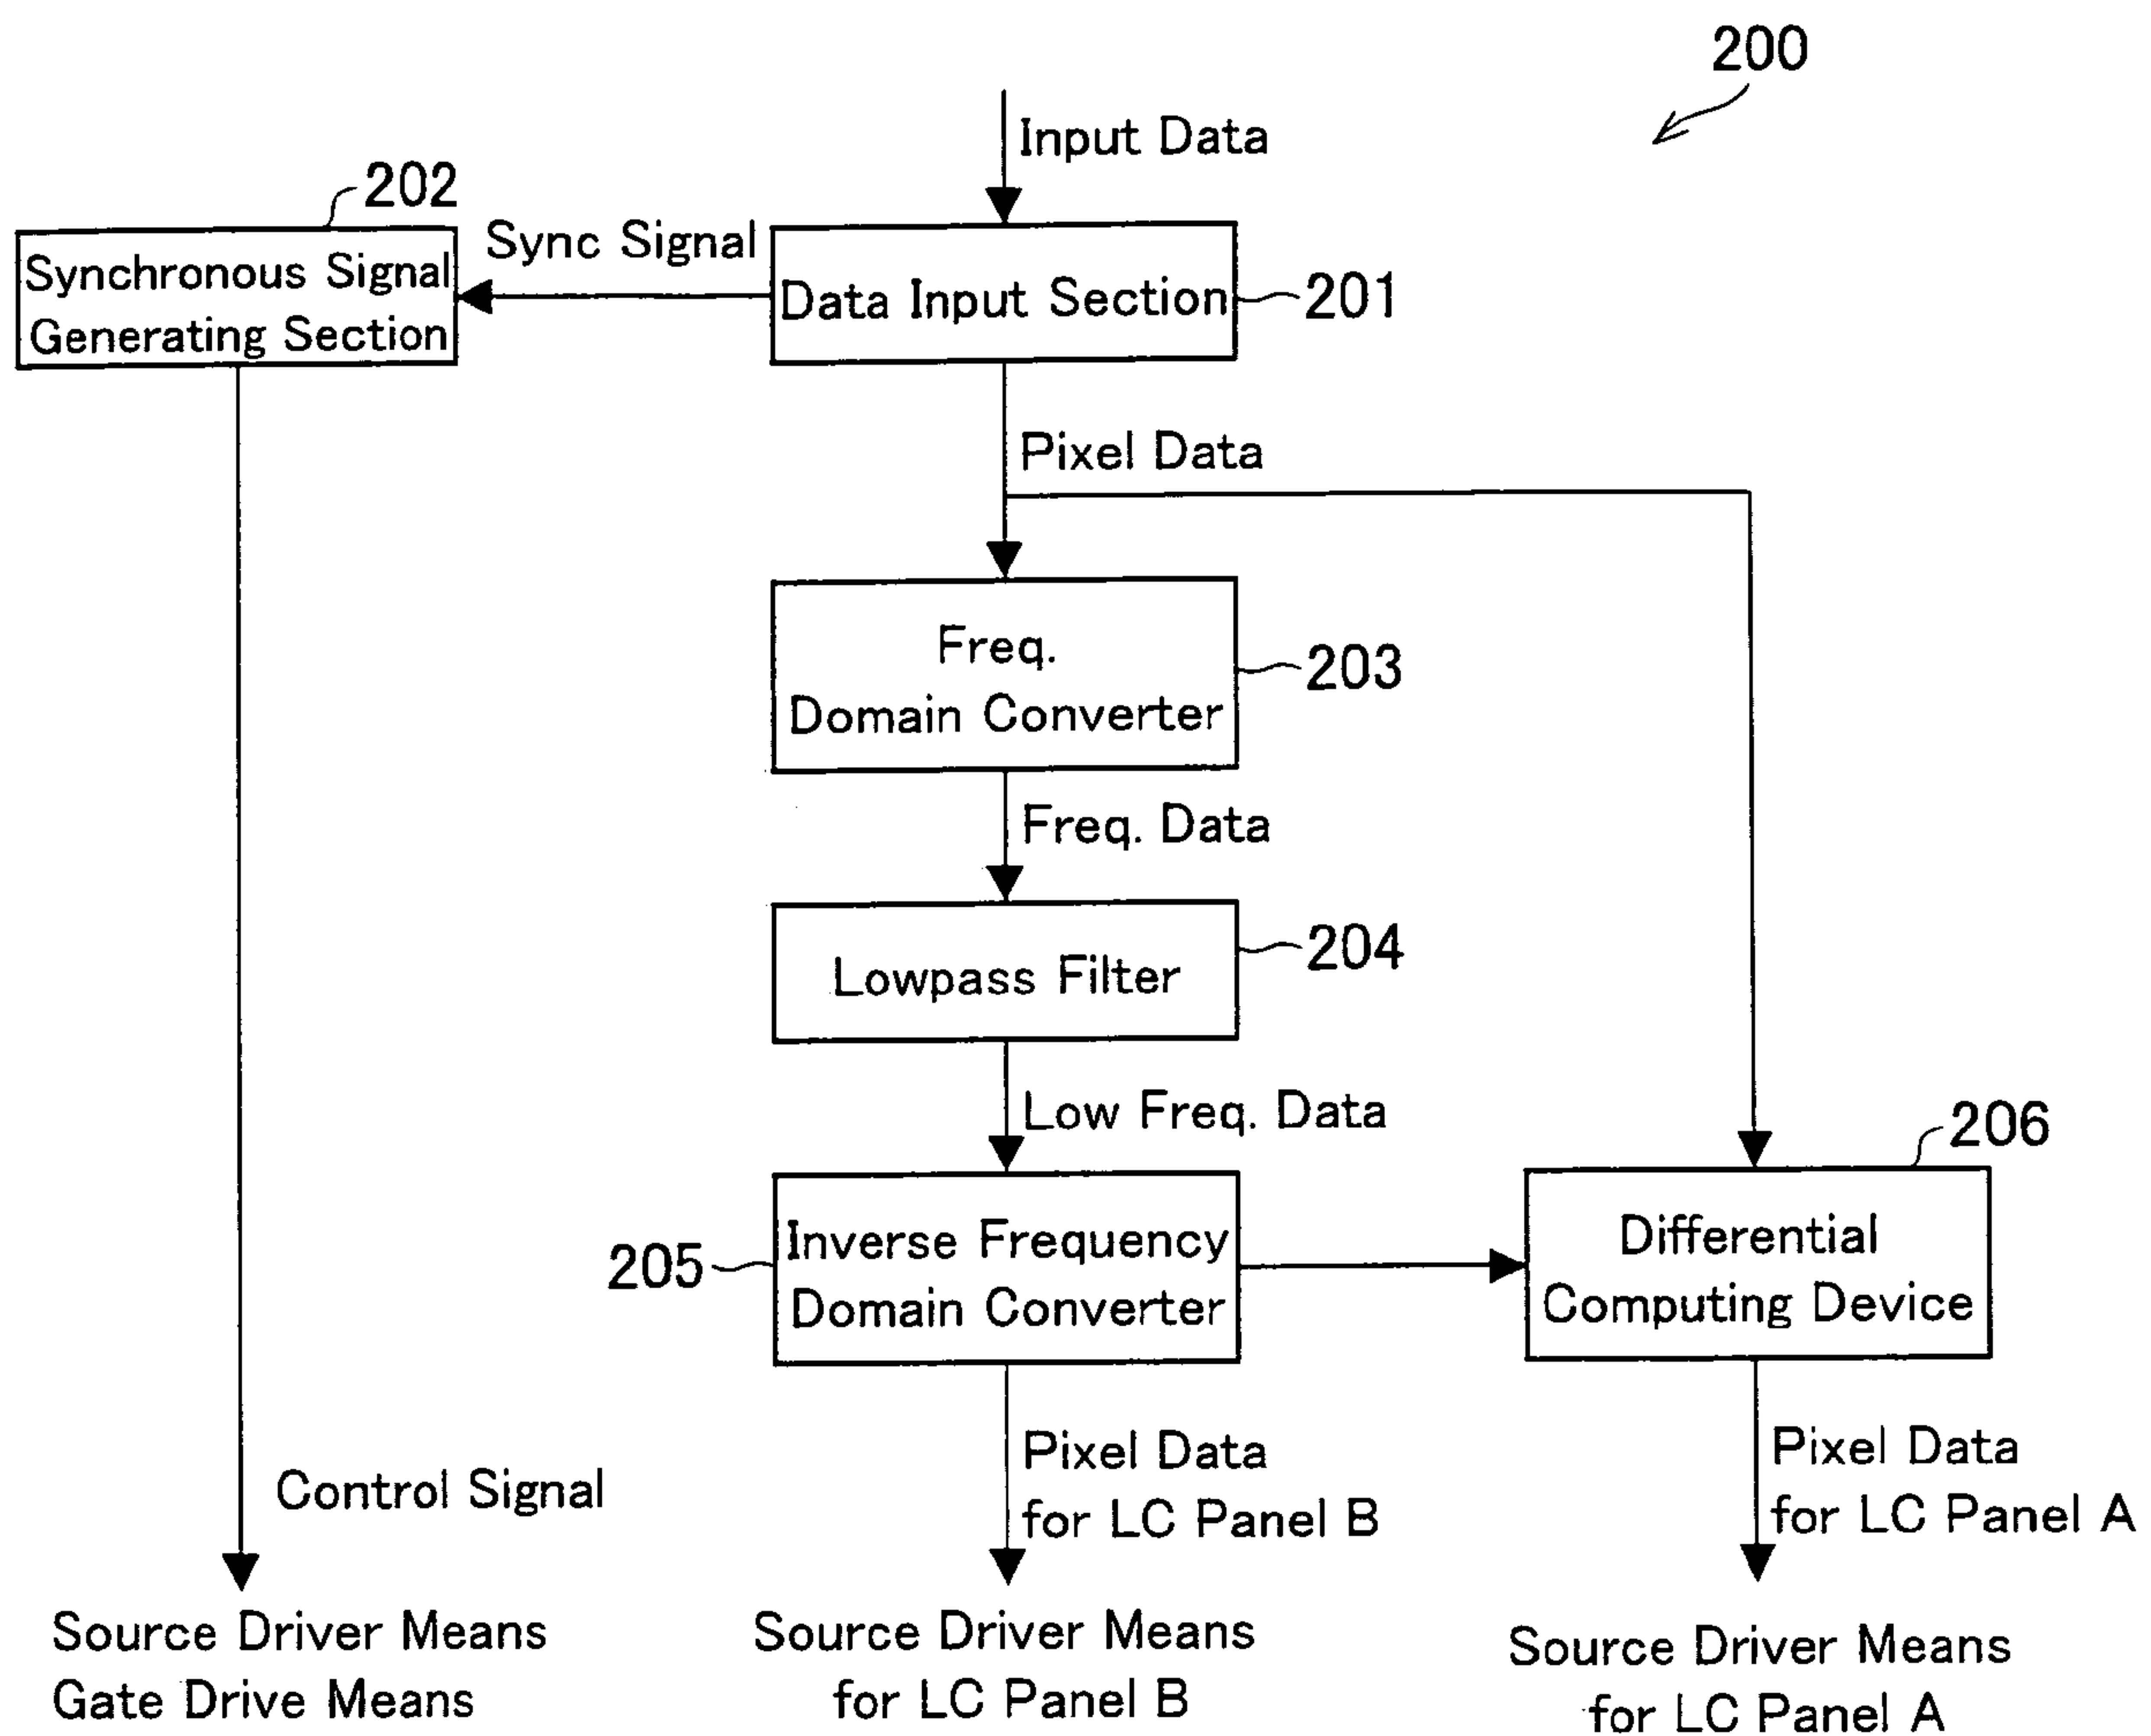 200
Input Data
202
Sync Signal
Synchronous Signal
Generating Section
Data Input Section
201
Pixel Data
Freq.
Domain Converter
203
Freq. Data
Lowpass Filter
204
Low Freq. Data
206
205
Inverse Frequency
Domain Converter
Differential
Computing Device
Control Signal
Pixel Data
for LC Panel B
Pixel Data
for LC Panel A
Source Driver Means
Gate Drive Means
Source Driver Means
for LC Panel B
Source Driver Means
for LC Panel A